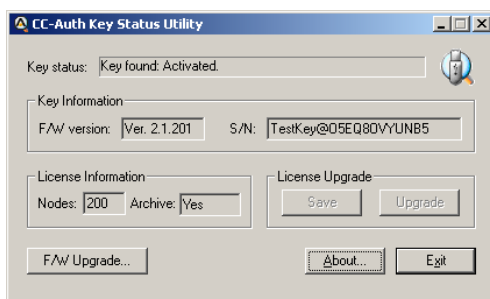 CC-Auth Key Status Utility
Key status: Key found: Activated.
Key Information
F/W version: Ver. 2.1.201 S/N: TestKey@O5EQ8OVYUNB5
License Information
Nodes: 200 Archive: Yes
License Upgrade
Save Upgrade
F/W Upgrade... About... Exit